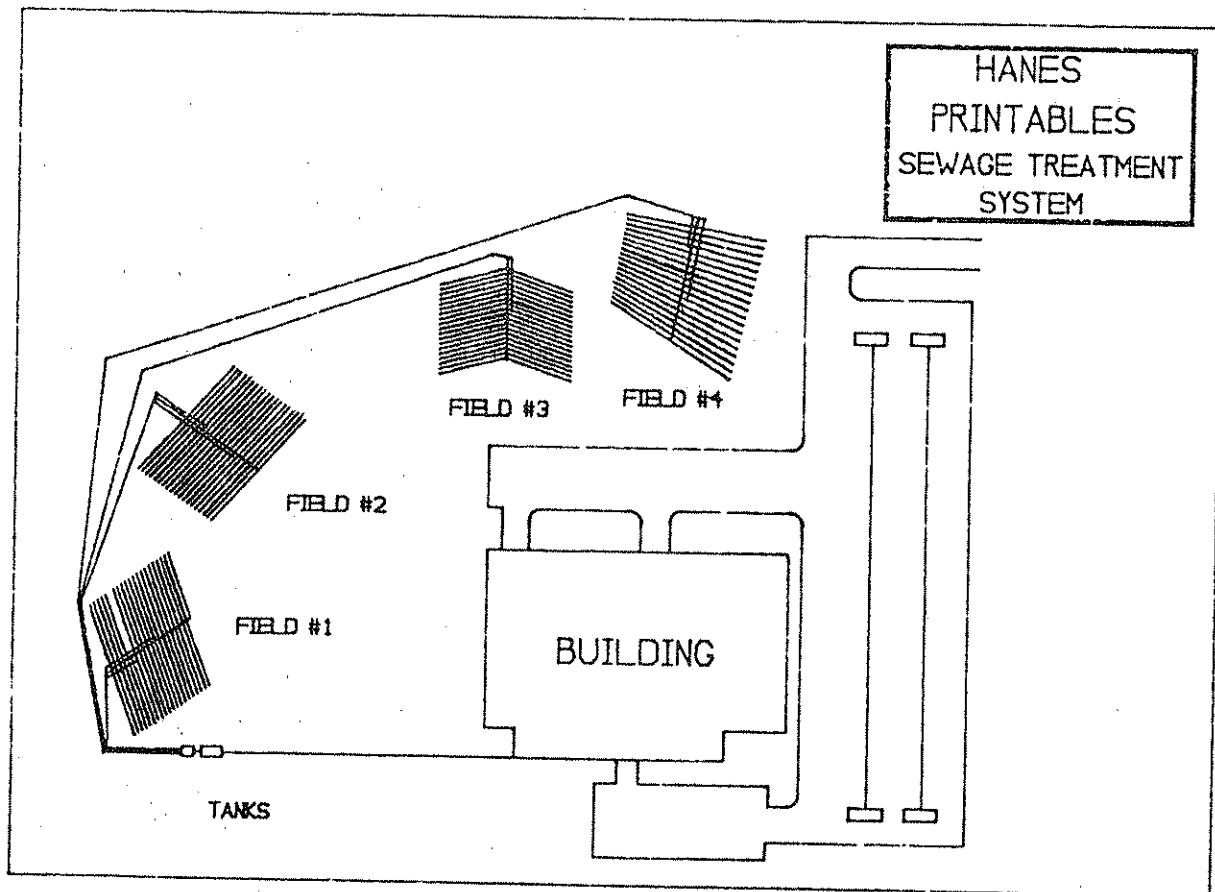 HANES
PRINTABLES
SEWAGE TREATMENT
SYSTEM
FIELD #3
FIELD #4
FIELD #2
FIELD #1
BUILDING
TANKS